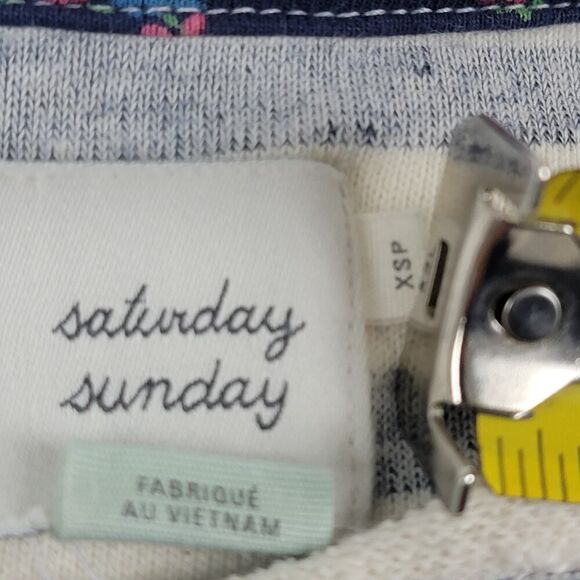 saturday
sunday
XSP
FABRIQUÉ
AU VIETNAM